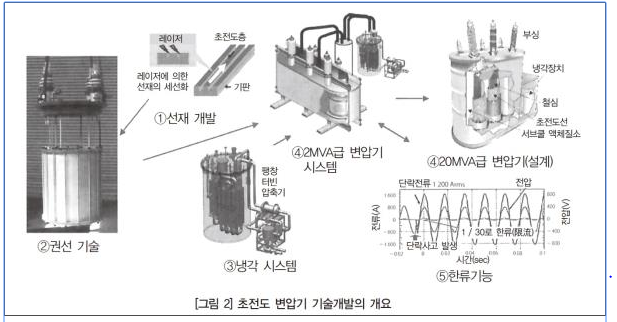 레이저
초전도층
레이저에 의한
선재의 세선화
기판
①선재 개발
②권선 기술
팽창
터빈
압축기
③냉각 시스템
④2MVA급 변압기
시스템
부싱
냉각장치
철심
초전도선
서브쿨 액체질소
④20MVA급 변압기(설계)
단락전류 1 200 Arms
전압
전류(A)
전압(V)
1 / 30로 한류(限流)
단락사고 발생
시간(sec)
⑤한류기능
[그림 2] 초전도 변압기 기술개발의 개요